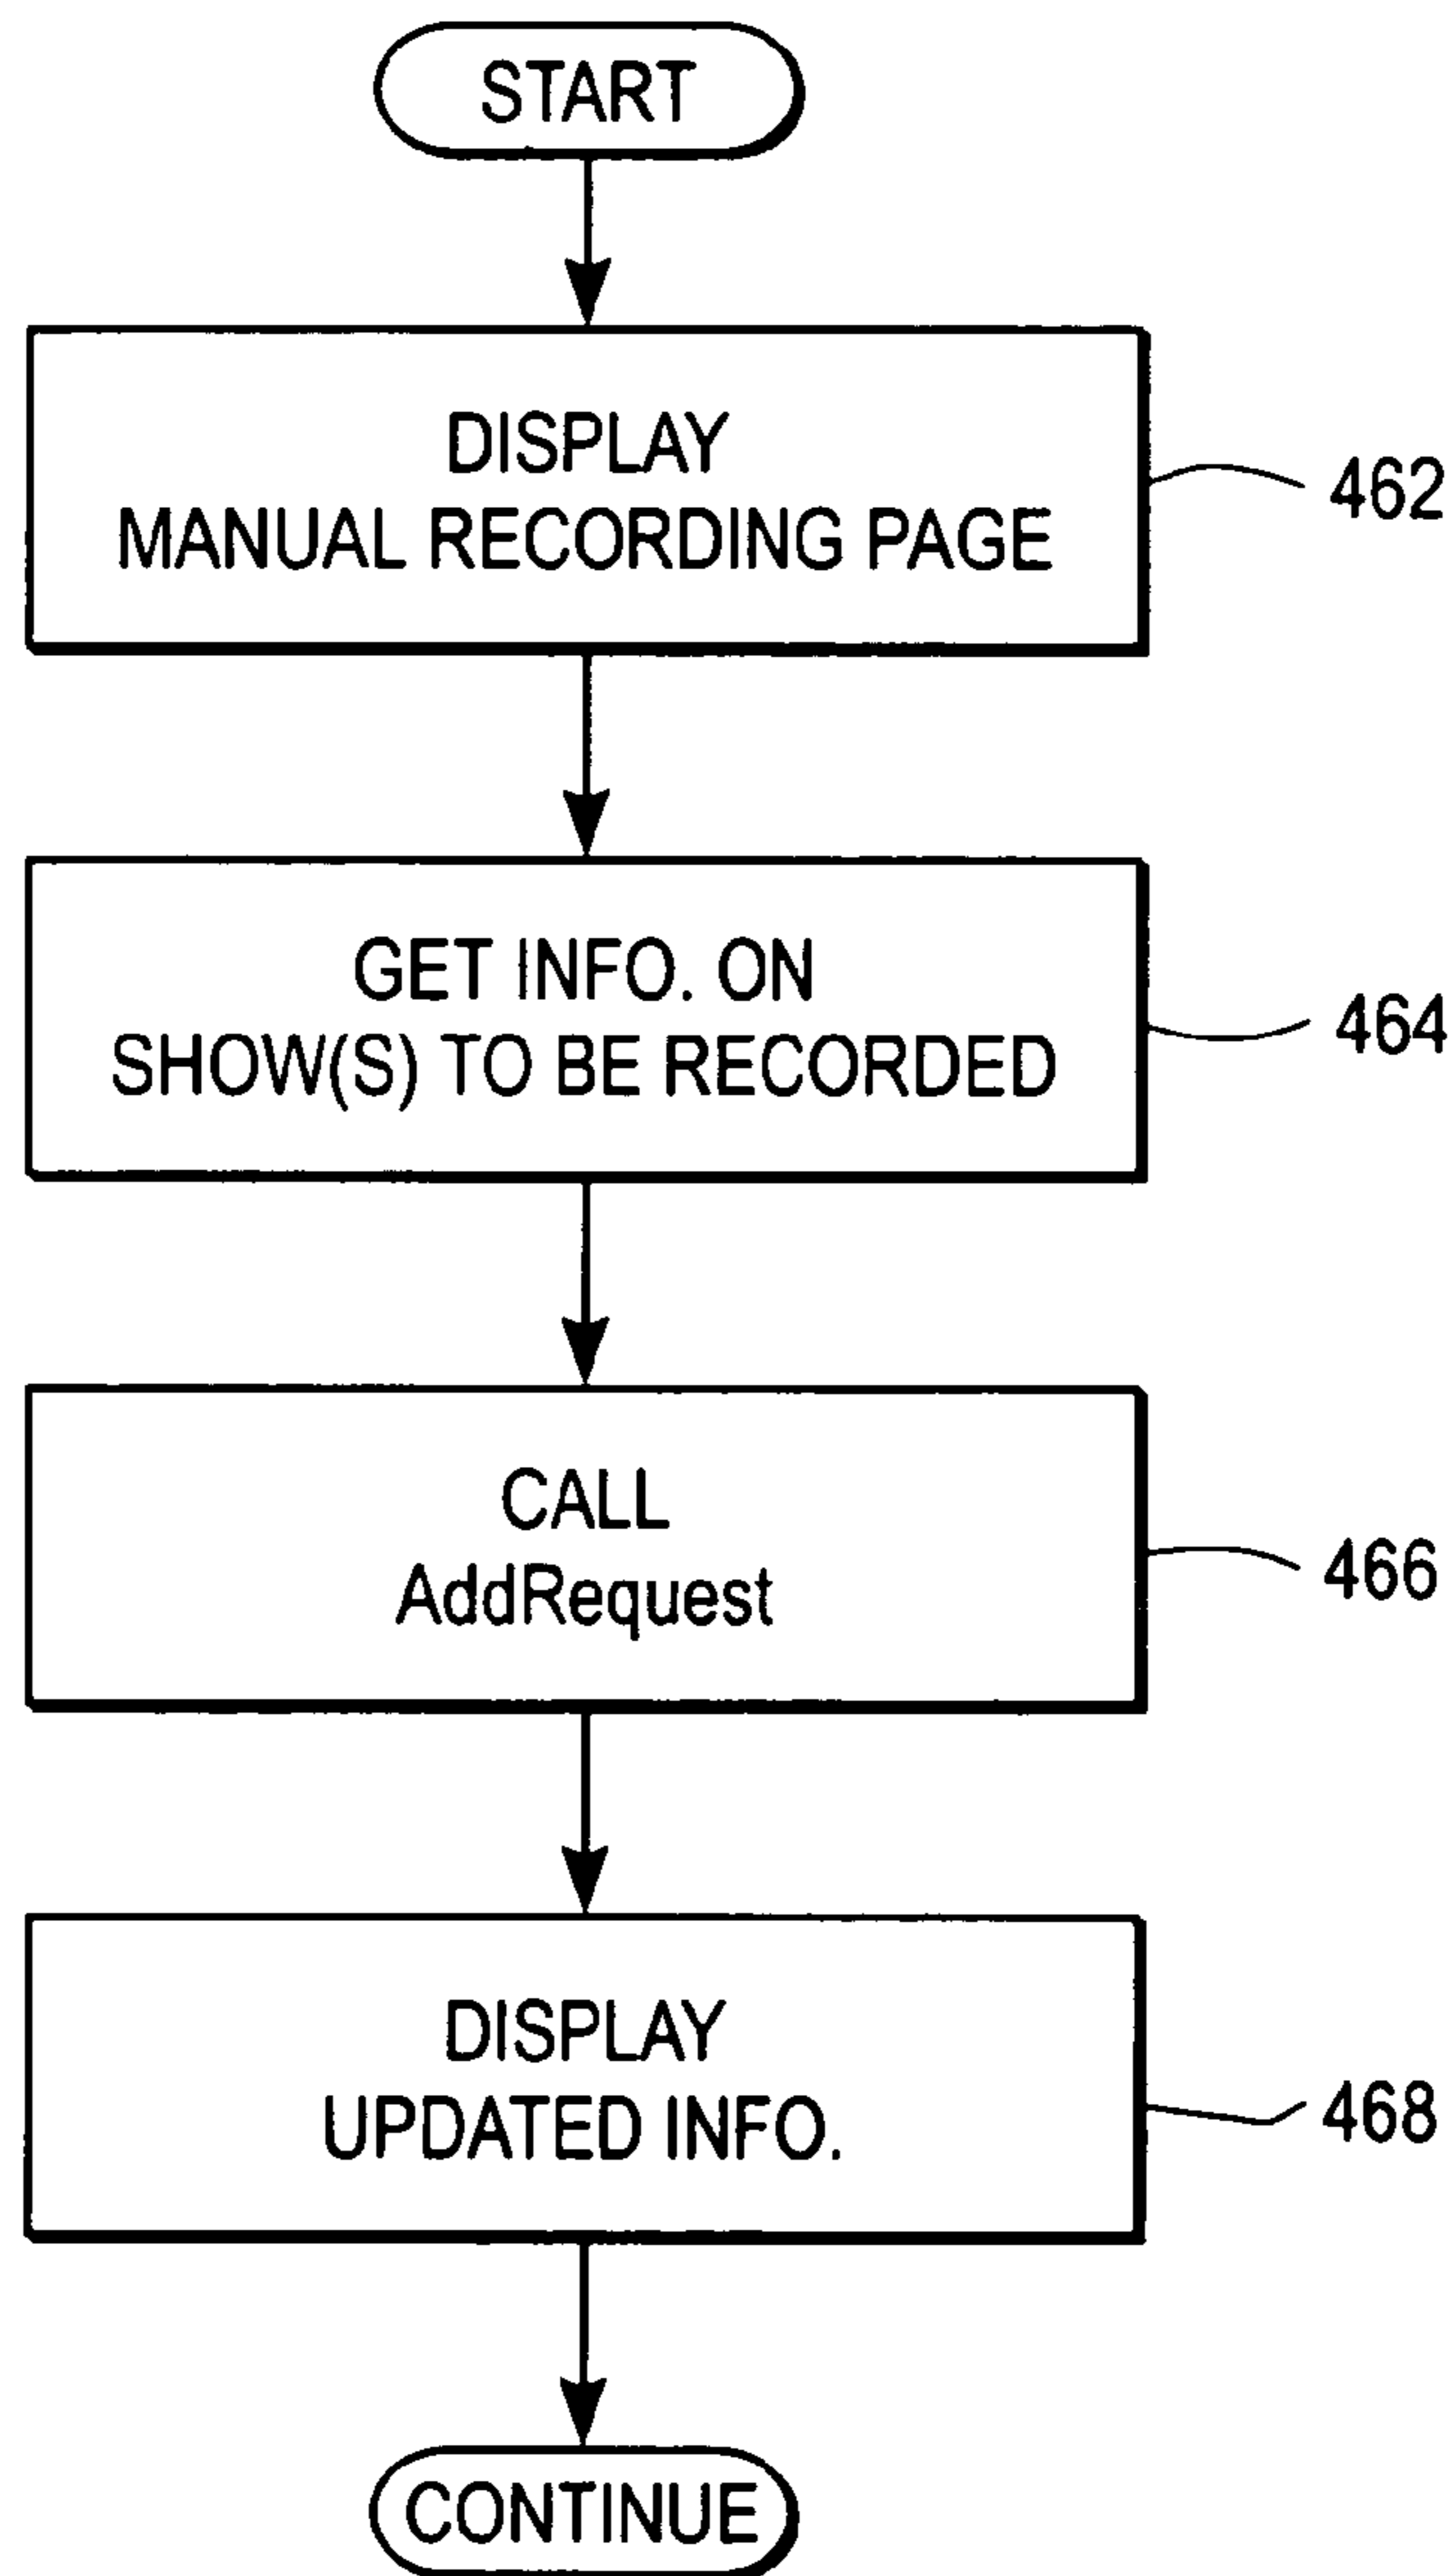 START
DISPLAY
MANUAL RECORDING PAGE
462
GET INFO. ON
SHOW(S) TO BE RECORDED
464
CALL
AddRequest
466
DISPLAY
UPDATED INFO.
468
CONTINUE